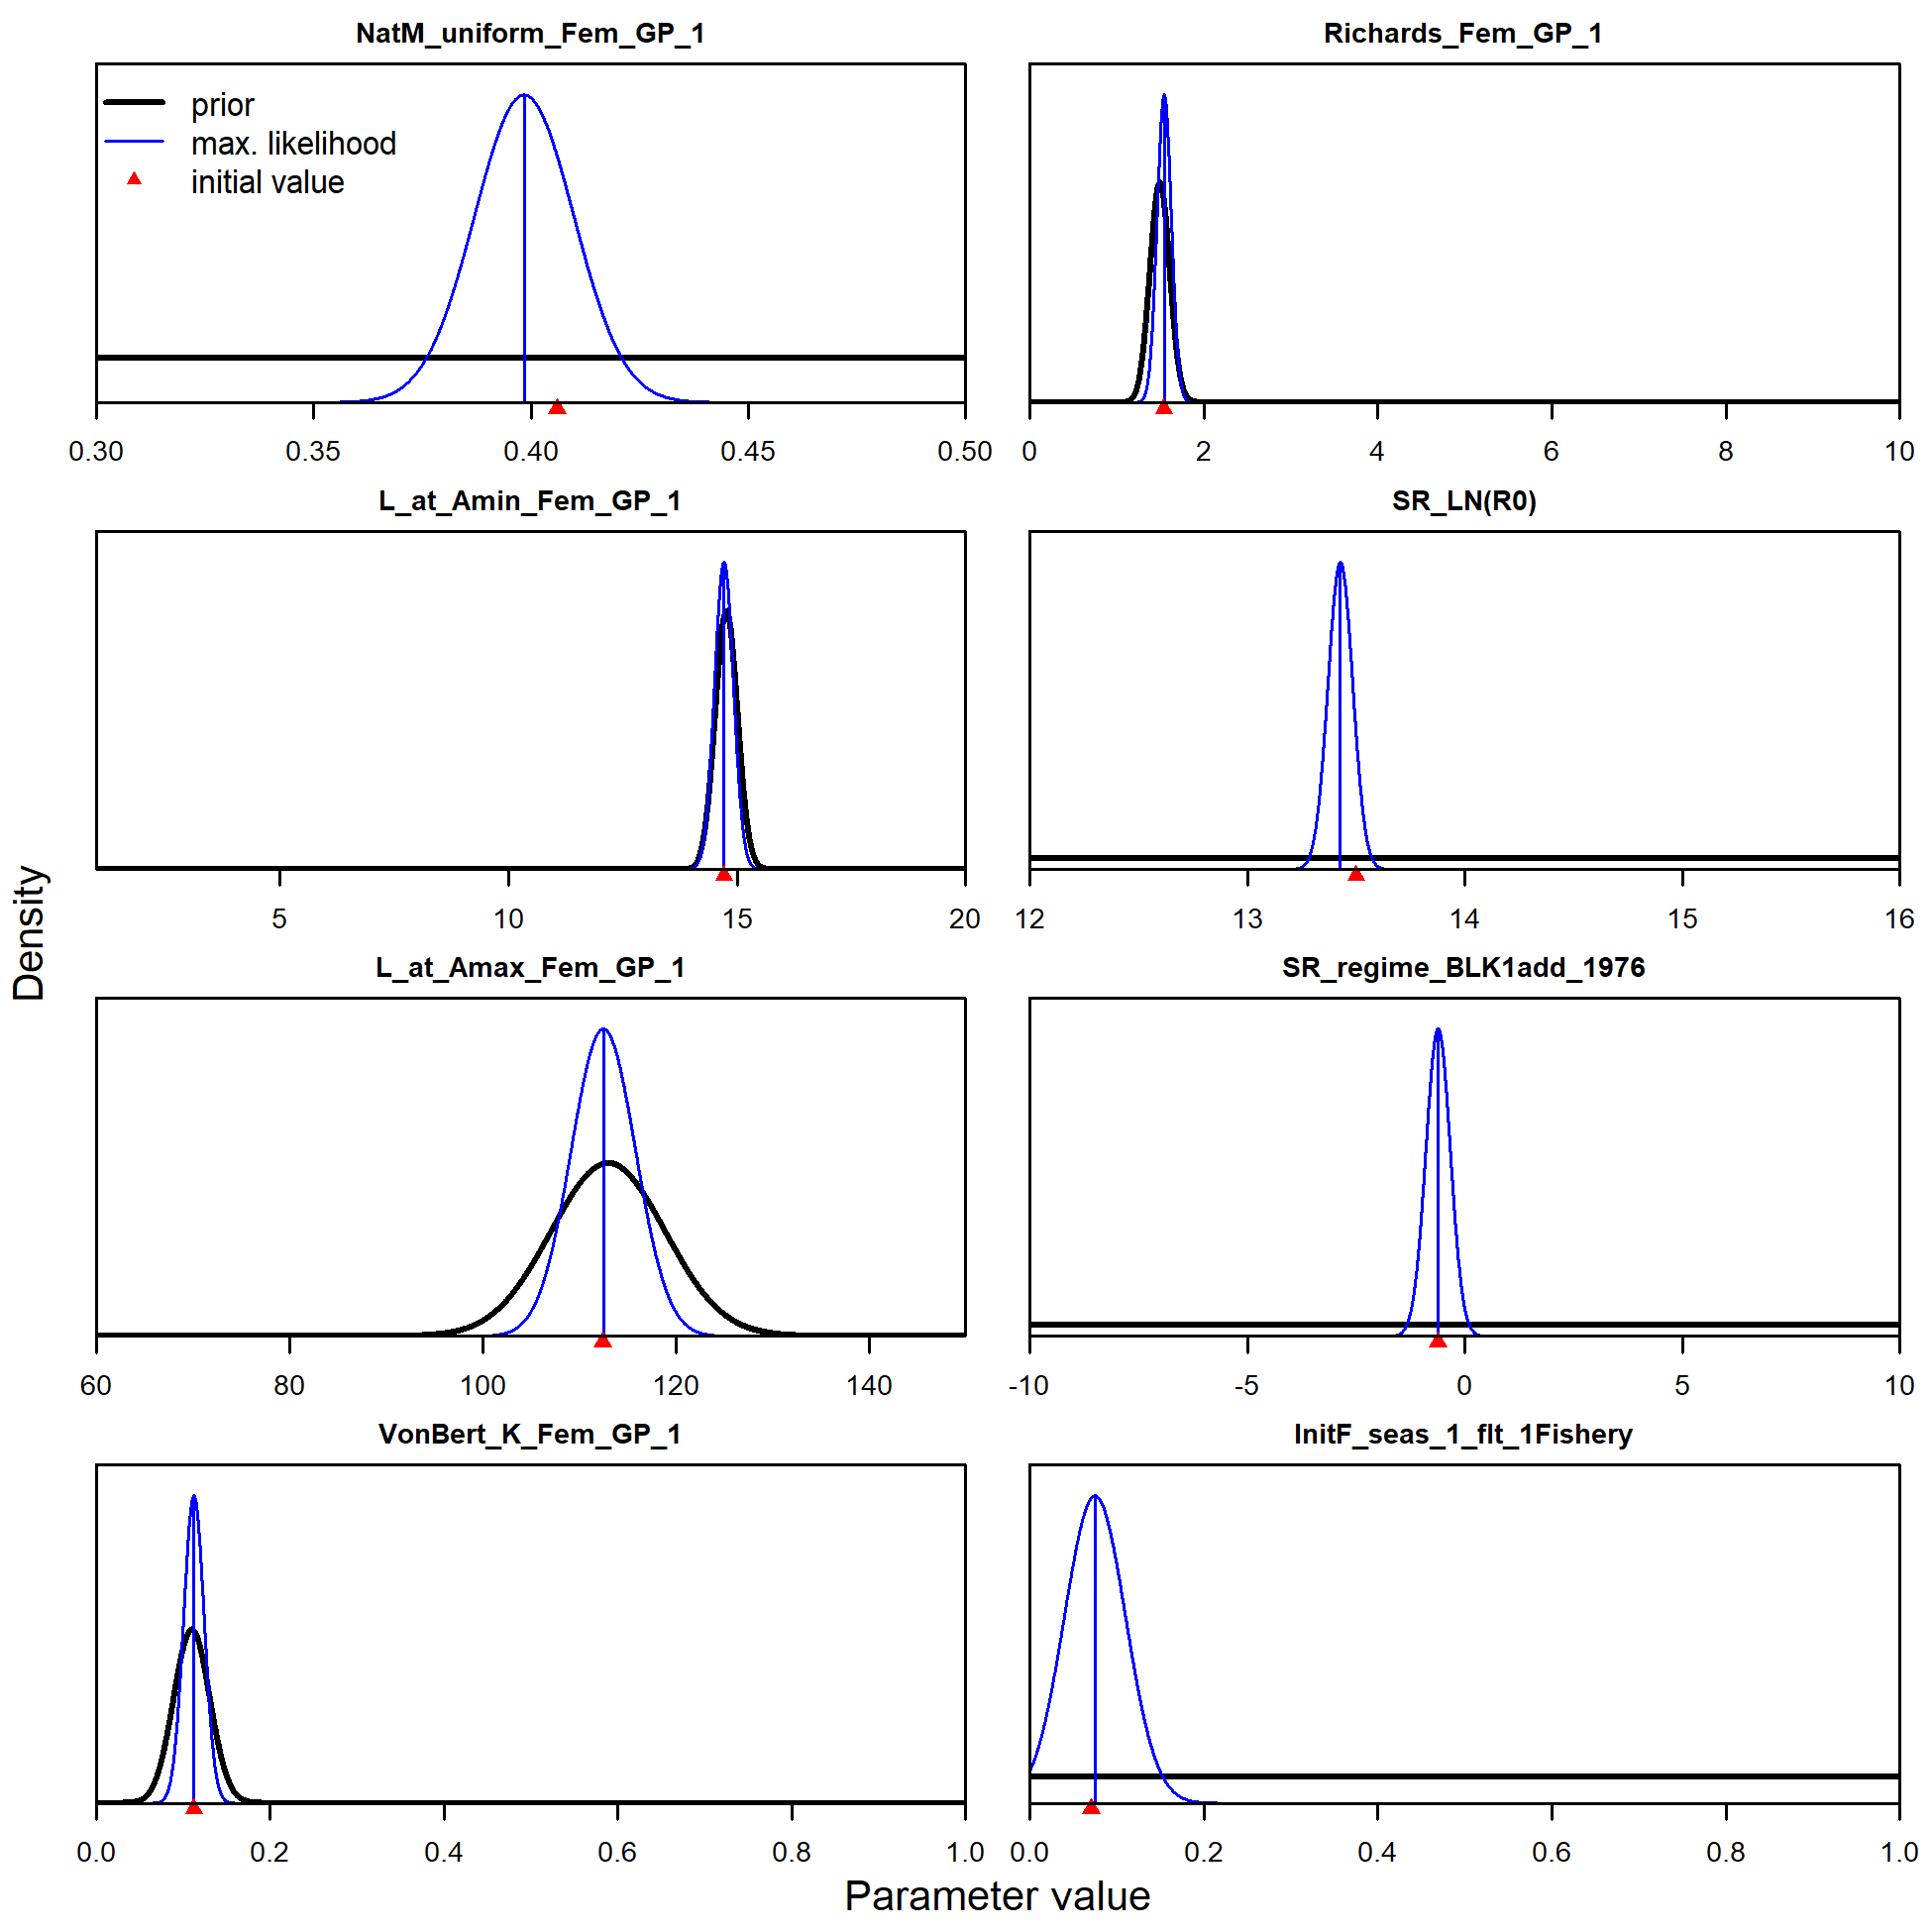 NatM_uniform_Fem_GP_1
prior
max. likelihood
initial value
0.30 0.35 0.40 0.45 0.50
Richards_Fem_GP_1
0 2 4 6 8 10
L_at_Amin_Fem_GP_1
5 10 15 20
SR_LN(R0)
12 13 14 15 16
L_at_Amax_Fem_GP_1
60 80 100 120 140
SR_regime_BLK1add_1976
-10 -5 0 5 10
VonBert_K_Fem_GP_1
0.0 0.2 0.4 0.6 0.8 1.0
InitF_seas_1_flt_1Fishery
0.0 0.2 0.4 0.6 0.8 1.0
Density
Parameter value